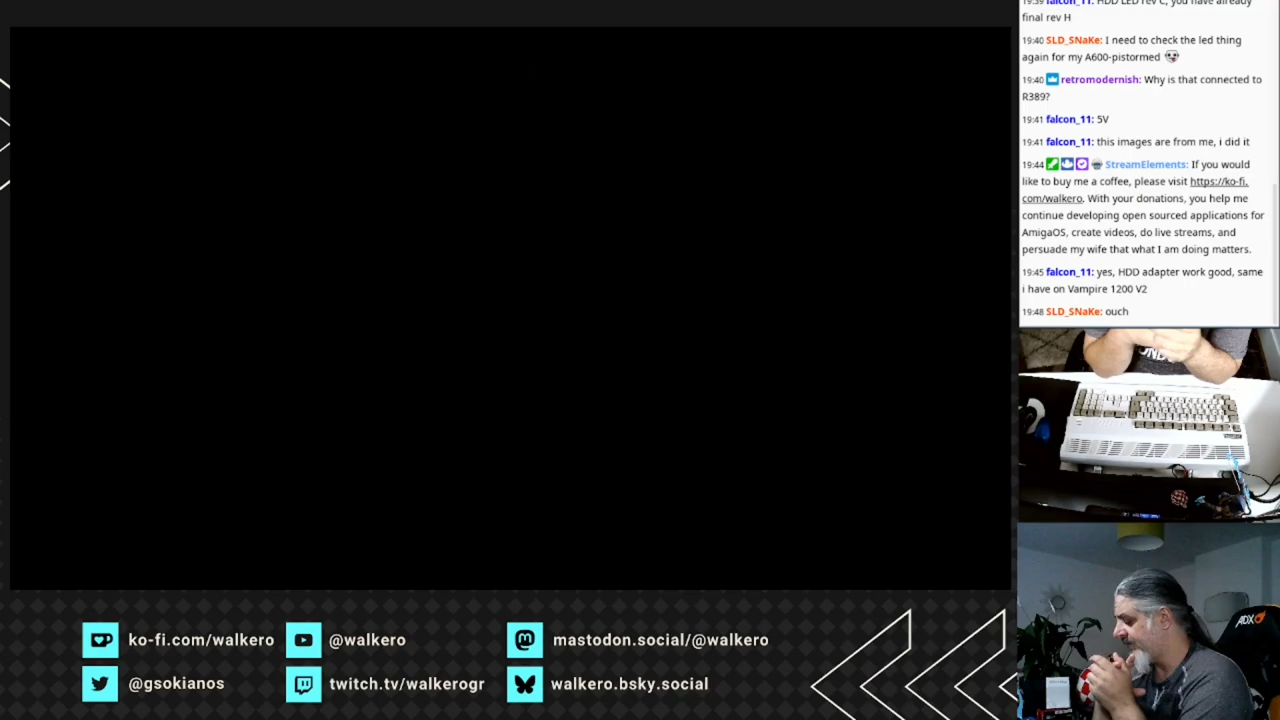 19:39 falcon_11: HDD LED rev C, you have already
final rev H
19:40 SLD_SNaKe: I need to check the led thing
again for my A600-pistormed
19:40 retromodernish: Why is that connected to
R389?
19:41 falcon_11: 5V
19:41 falcon_11: this images are from me, i did it
19:44 StreamElements: If you would
like to buy me a coffee, please visit https://ko-fi.
com/walkero. With your donations, you help me
continue developing open sourced applications for
AmigaOS, create videos, do live streams, and
persuade my wife that what I am doing matters.
19:45 falcon_11: yes, HDD adapter work good, same
i have on Vampire 1200 V2
19:48 SLD_SNaKe: ouch
ADX
ko-fi.com/walkero
@walkero
mastodon.social/@walkero
@gsokianos
twitch.tv/walkerogr
walkero.bsky.social